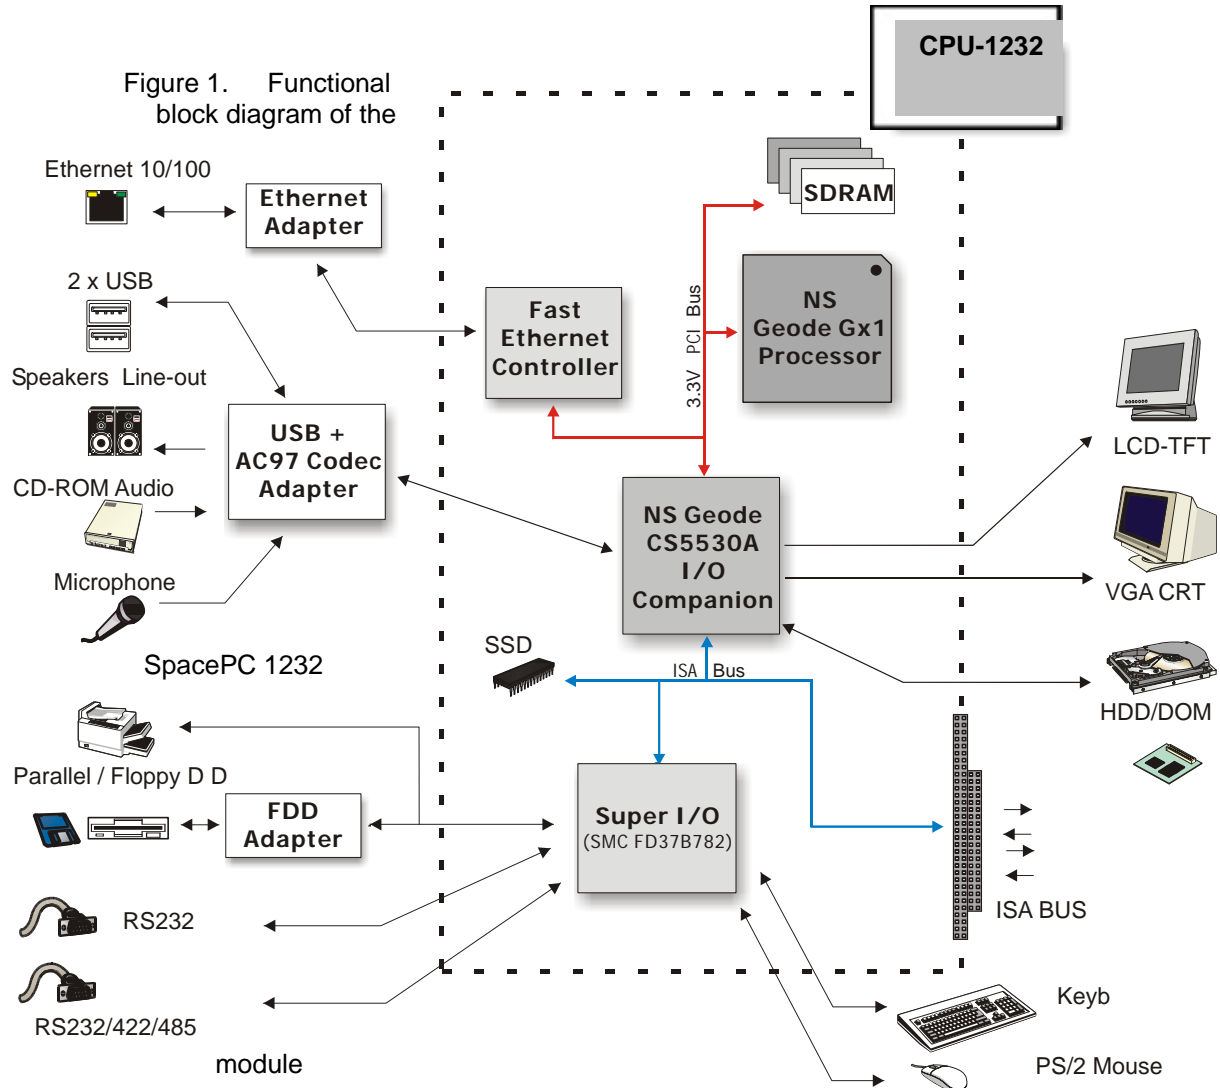 CPU-1232
Figure 1. Functional
block diagram of the
Ethernet 10/100
Ethernet
Adapter
SDRAM
2 x USB
Fast
Ethernet
Controller
3.3V PCI Bus
NS
Geode Gx1
Processor
Speakers Line-out
USB +
AC97 Codec
Adapter
LCD-TFT
CD-ROM Audio
NS Geode
CS5530A
I/O
Companion
Microphone
VGA CRT
SSD
SpacePC 1232
ISA Bus
HDD/DOM
Parallel / Floppy D D
FDD
Adapter
Super I/O
(SMC FD37B782)
RS232
ISA BUS
Keyb
RS232/422/485
module
PS/2 Mouse